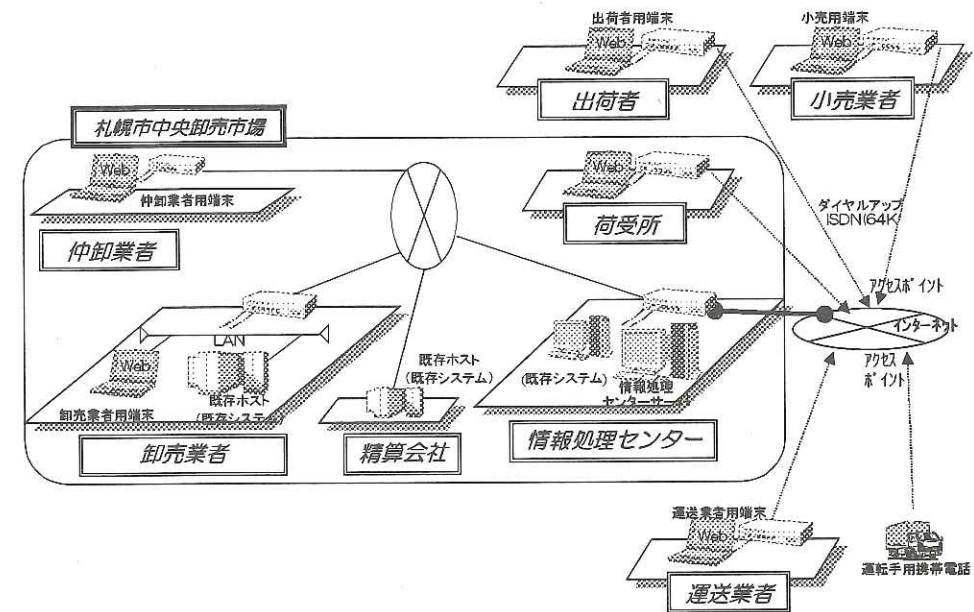 出荷者用端末
Web
出荷者
小売用端末
Web
小売業者
札幌市中央卸売市場
Web
仲卸業者用端末
仲卸業者
Web
荷受所
ダイヤルアップ
ISDN(64K
アクセスポイント
インターネット
アクセス
ポイント
LAN
Web
卸売業者用端末
既存ホスト
(既存システム)
卸売業者
既存ホスト
(既存システム)
精算会社
(既存システム)
情報処理
センターサー
情報処理センター
運送業者用端末
Web
運送業者
運転手用携帯電話